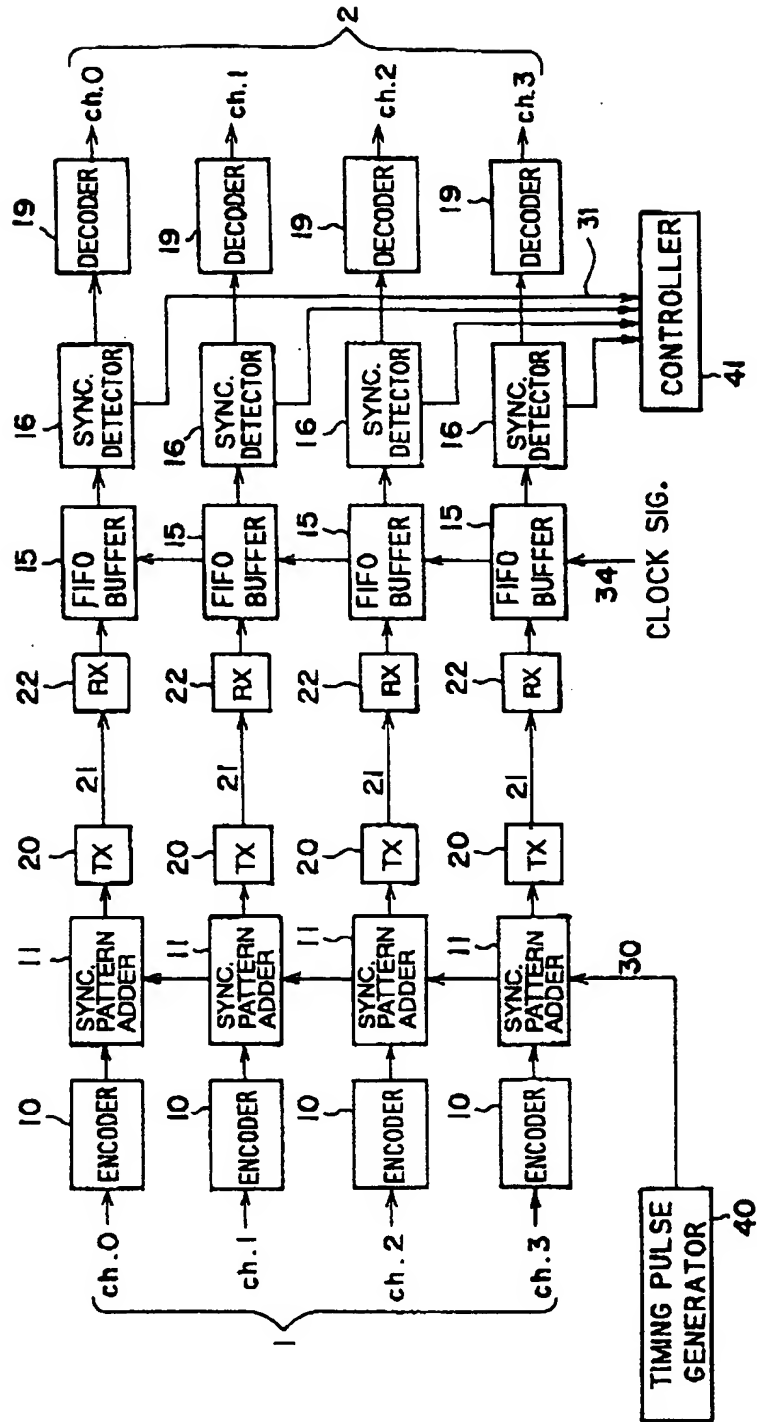 1
ch.0
10
ENCODER
11
SYNC.
PATTERN
ADDER
20
TX
21
22
RX
15
FIFO
BUFFER
16
SYNC.
DETECTOR
19
DECODER
ch.0
2
ch.1
10
ENCODER
11
SYNC.
PATTERN
ADDER
20
TX
21
22
RX
15
FIFO
BUFFER
16
SYNC.
DETECTOR
19
DECODER
ch.1
ch.2
10
ENCODER
11
SYNC.
PATTERN
ADDER
20
TX
21
22
RX
15
FIFO
BUFFER
16
SYNC.
DETECTOR
19
DECODER
ch.2
ch.3
10
ENCODER
11
SYNC.
PATTERN
ADDER
20
TX
21
22
RX
15
FIFO
BUFFER
16
SYNC.
DETECTOR
19
DECODER
ch.3
TIMING PULSE
GENERATOR
40
30
34
CLOCK SIG.
31
CONTROLLER
41